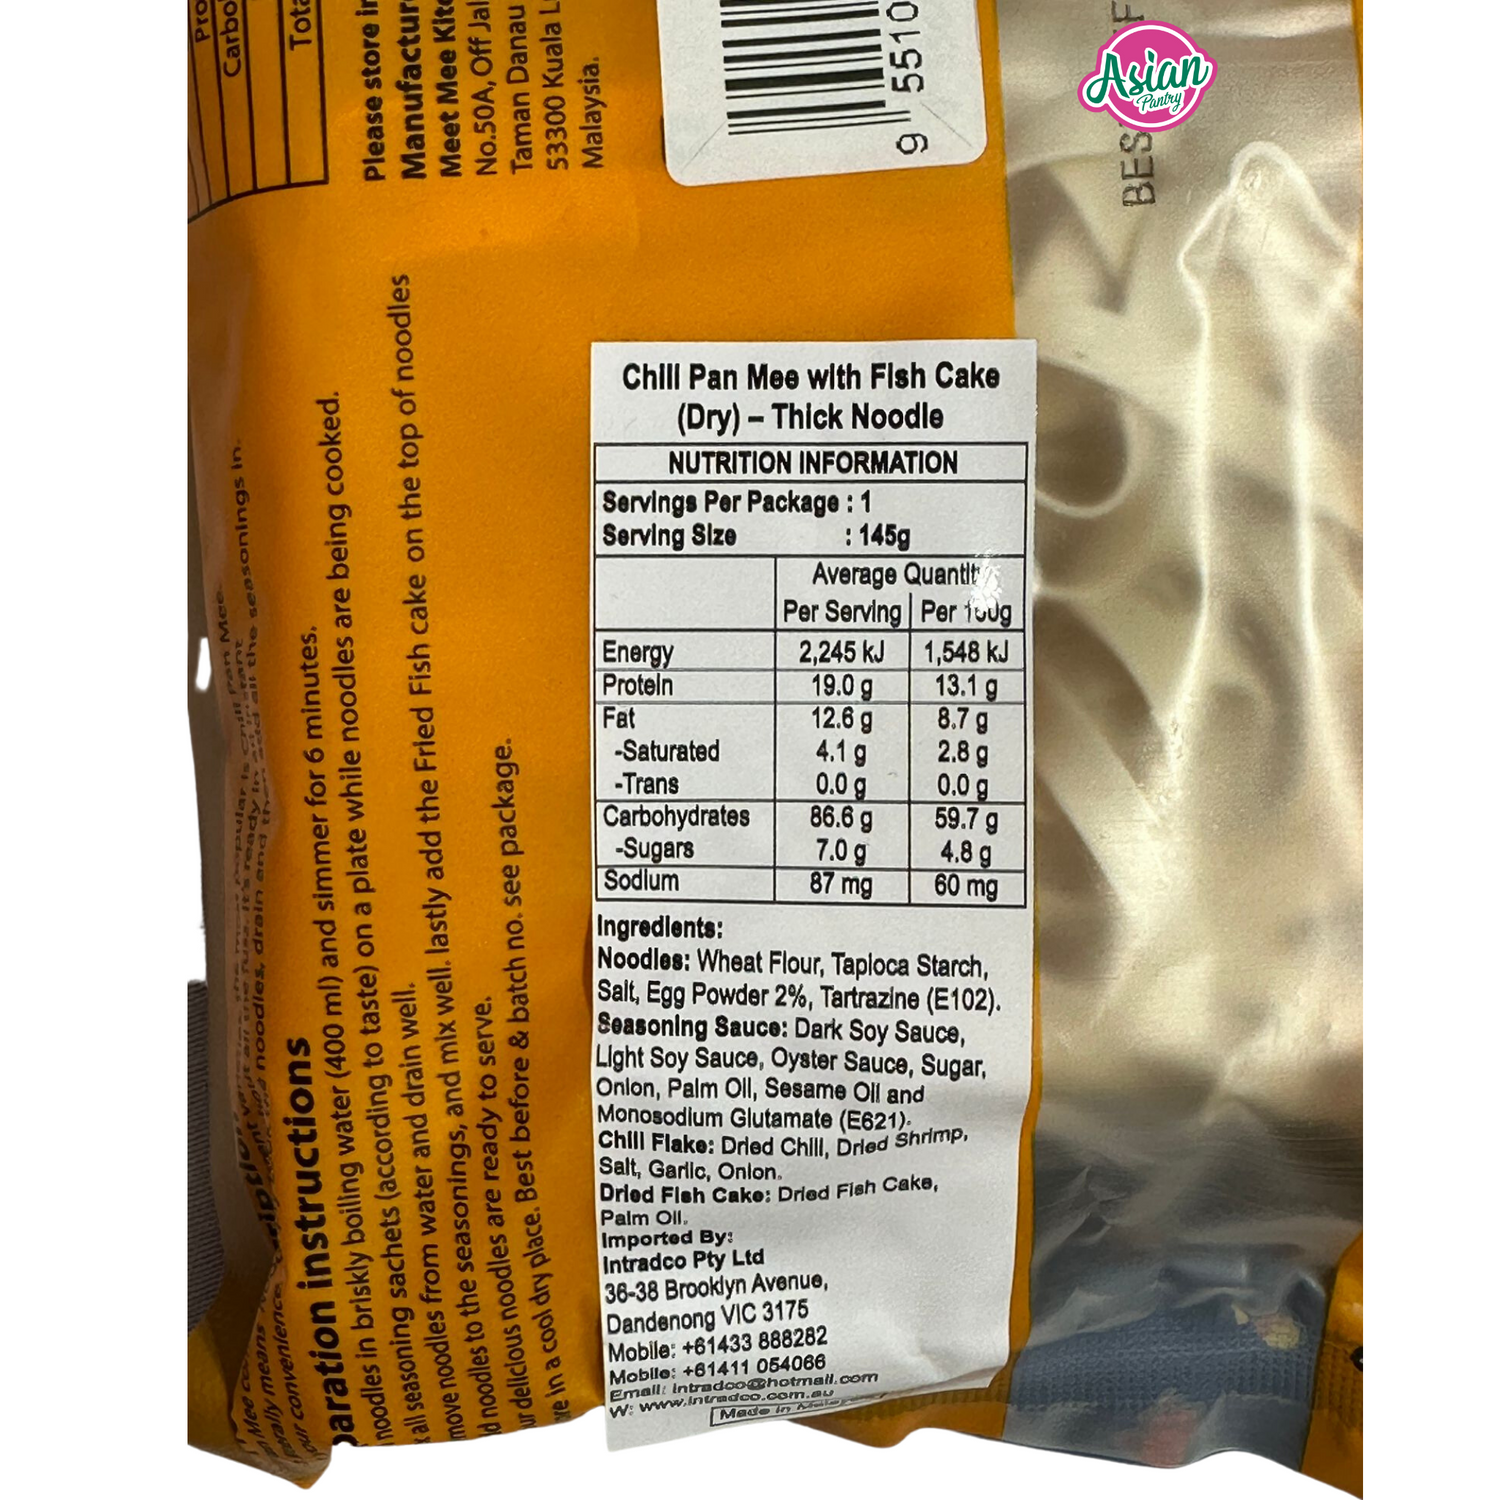 Asian
Pantry
9 5510
Carbo
Please store in
Manufactur
Meet Mee Kit
No.50A, Off Jal
Taman Danau
53300 Kuala L
Malaysia.
Chili Pan Mee with Fish Cake
(Dry) – Thick Noodle
NUTRITION INFORMATION
Servings Per Package : 1
Serving Size : 145g
Average Quantity
Per Serving Per 100g
Energy 2,245 kJ 1,548 kJ
Protein 19.0 g 13.1 g
Fat 12.6 g 8.7 g
-Saturated 4.1 g 2.8 g
-Trans 0.0 g 0.0 g
Carbohydrates 86.6 g 59.7 g
-Sugars 7.0 g 4.8 g
Sodium 87 mg 60 mg
Ingredients:
Noodles: Wheat Flour, Tapioca Starch,
Salt, Egg Powder 2%, Tartrazine (E102).
Seasoning Sauce: Dark Soy Sauce,
Light Soy Sauce, Oyster Sauce, Sugar,
Onion, Palm Oil, Sesame Oil and
Monosodium Glutamate (E621).
Chili Flake: Dried Chili, Dried Shrimp,
Salt, Garlic, Onion.
Dried Fish Cake: Dried Fish Cake,
Palm Oil.
Imported By:
Intradco Pty Ltd
36-38 Brooklyn Avenue,
Dandenong VIC 3175
Mobile: +61433 888282
Mobile: +61411 054066
Email: intradco@hotmail.com
W: www.intradco.com.au
Made in
all the seasonings in.
paration instructions
noodles in briskly boiling water (400 ml) and simmer for 6 minutes.
all seasoning sachets (according to taste) on a plate while noodles are being cooked.
move noodles from water and drain well.
d noodles to the seasonings, and mix well. lastly add the Fried Fish cake on the top of noodles
ur delicious noodles are ready to serve.
e in a cool dry place. Best before & batch no. see package.